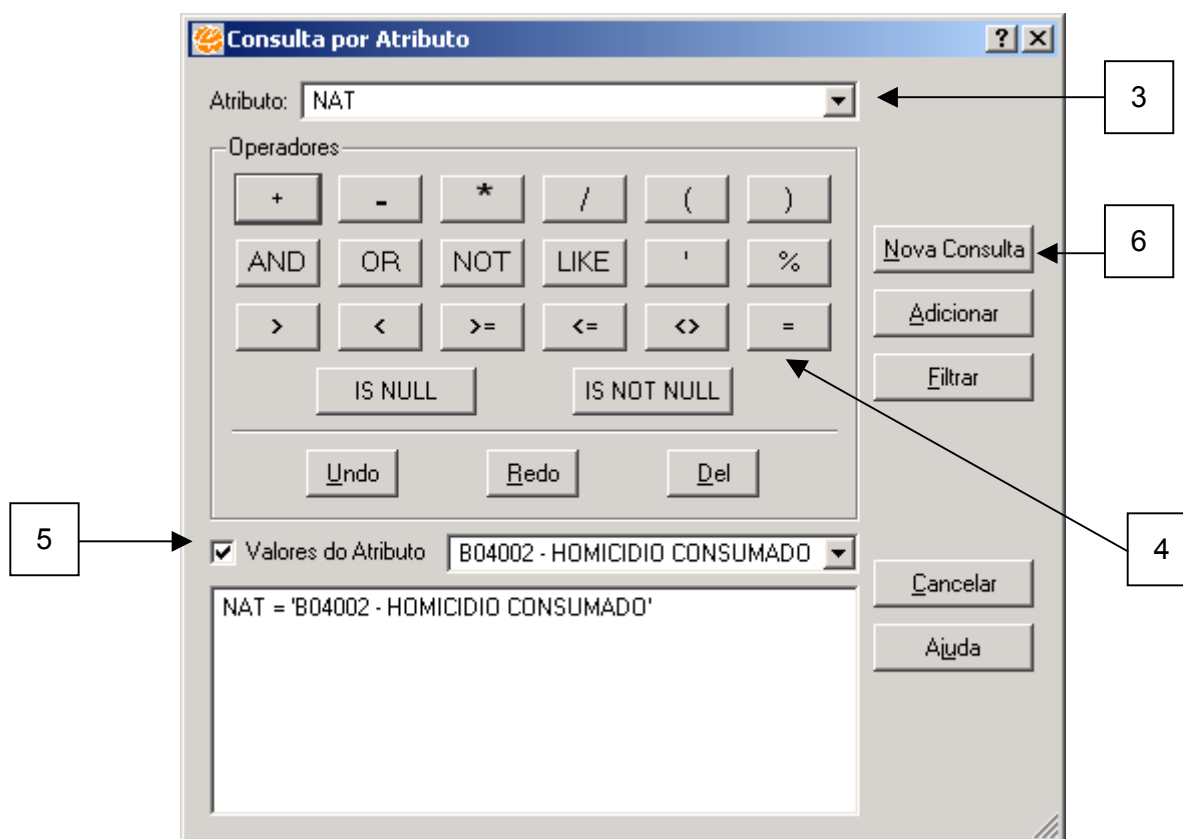 Consulta por Atributo
Atributo: NAT
3
Operadores
+ - * / ( )
AND OR NOT LIKE ' %
> < >= <= <> =
IS NULL IS NOT NULL
Undo Redo Del
Nova Consulta
6
Adicionar
Filtrar
4
5
Valores do Atributo B04002 - HOMICIDIO CONSUMADO
NAT = 'B04002 - HOMICIDIO CONSUMADO'
Cancelar
Ajuda